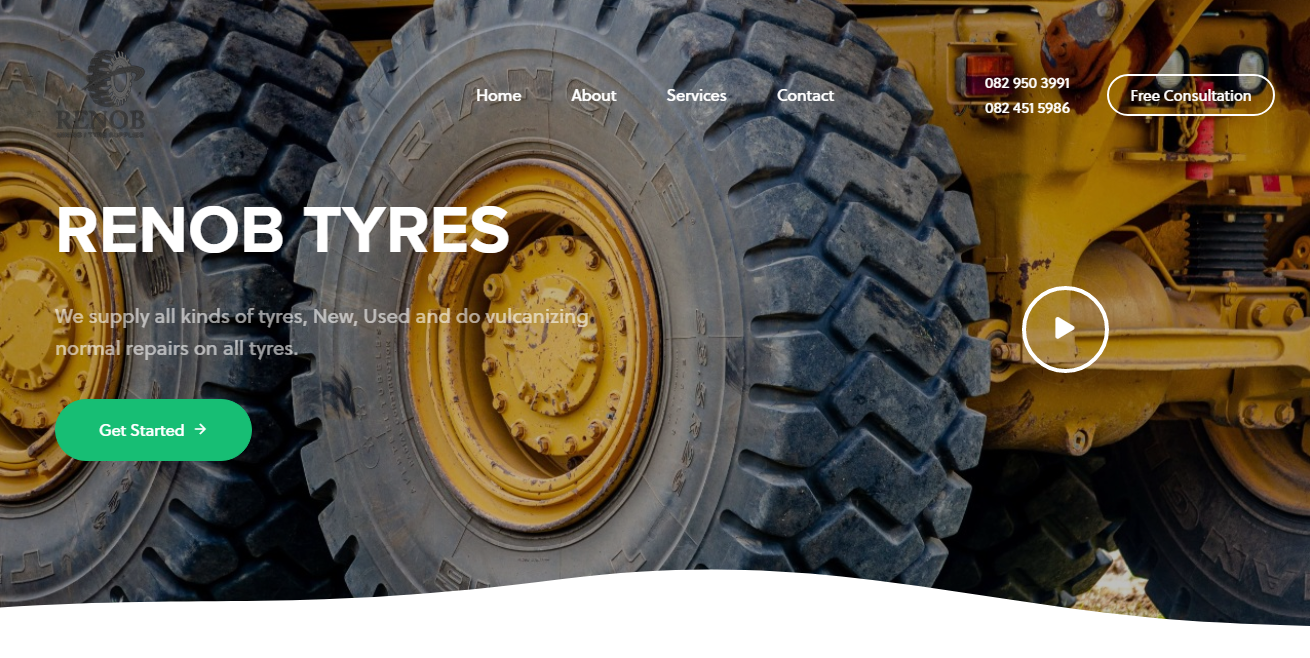 RENOB
Home
About
Services
Contact
082 950 3991
082 451 5986
Free Consultation
TRIANGLE
RENOB TYRES
We supply all kinds of tyres, New, Used and do vulcanizing
normal repairs on all tyres.
Get Started →